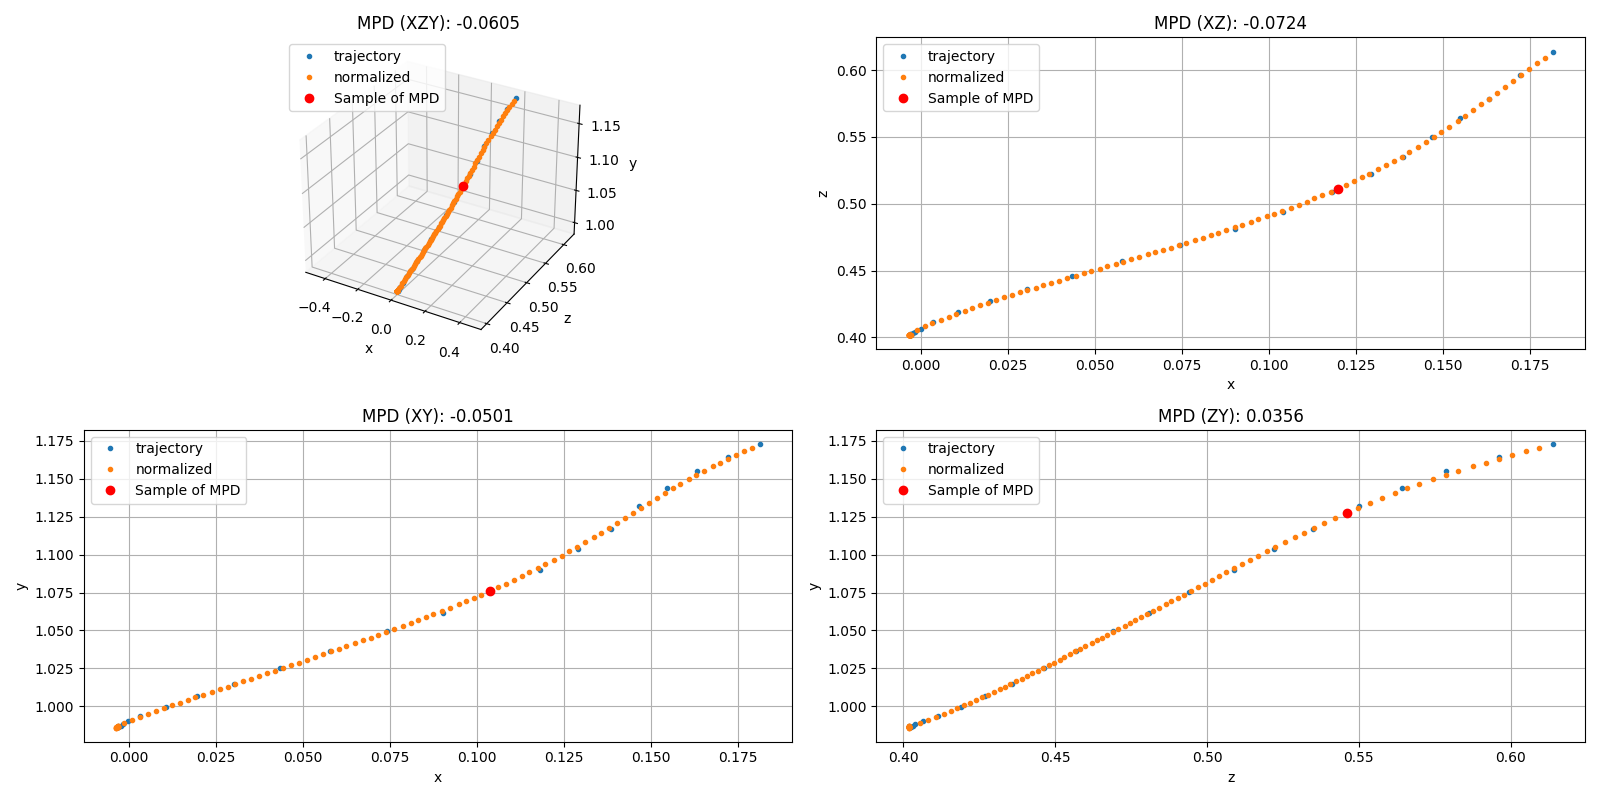 MPD (XZY): -0.0605
trajectory
normalized
Sample of MPD
1.15
1.10
1.05
1.00
y
0.60
0.55
0.50
0.45
0.40
z
−0.4
−0.2
0.0
0.2
0.4
x
MPD (XZ): -0.0724
trajectory
normalized
Sample of MPD
0.60
0.55
0.50
0.45
0.40
z
0.000 0.025 0.050 0.075 0.100 0.125 0.150 0.175
x
MPD (XY): -0.0501
trajectory
normalized
Sample of MPD
1.175
1.150
1.125
1.100
1.075
1.050
1.025
1.000
y
0.000 0.025 0.050 0.075 0.100 0.125 0.150 0.175
x
MPD (ZY): 0.0356
trajectory
normalized
Sample of MPD
1.175
1.150
1.125
1.100
1.075
1.050
1.025
1.000
y
0.40 0.45 0.50 0.55 0.60
z